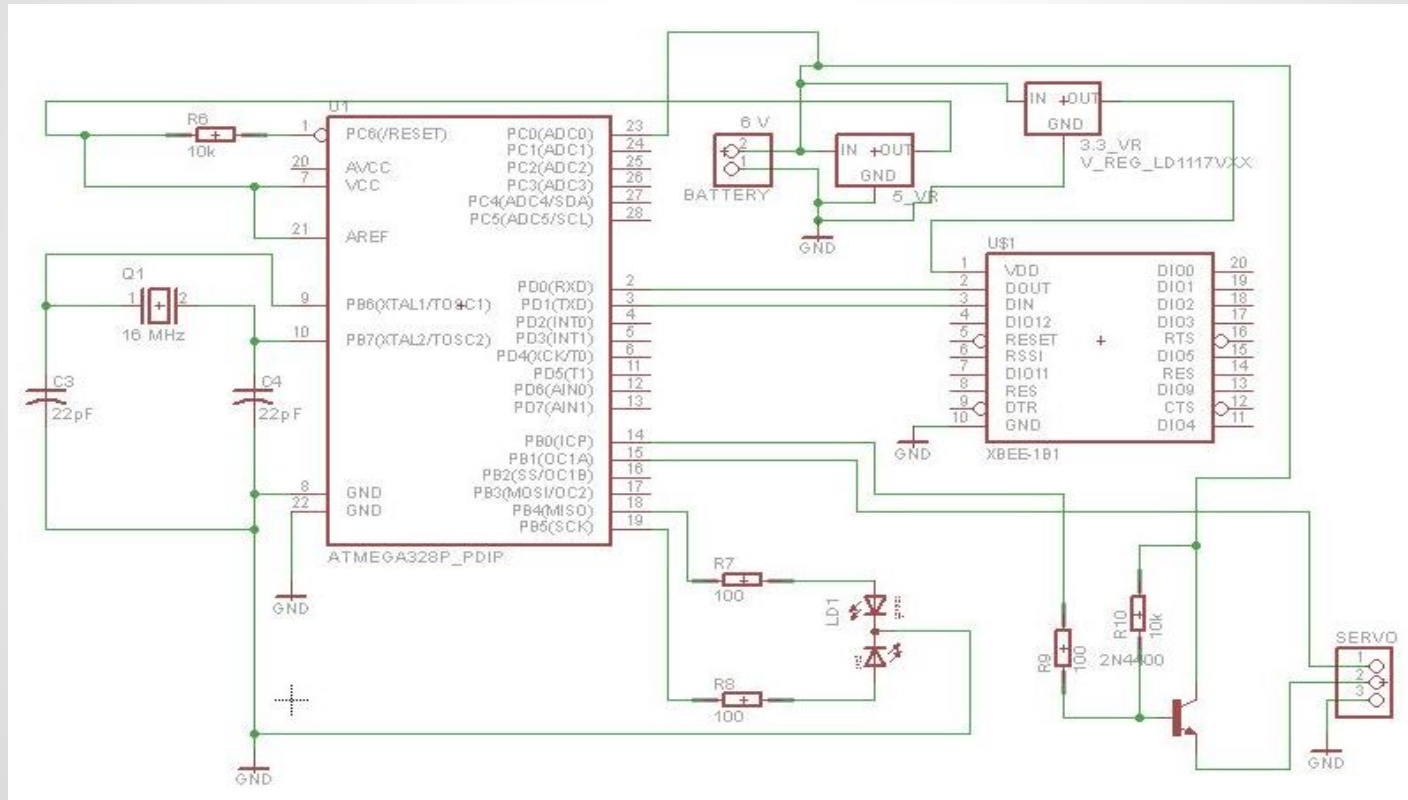 U1
R6
10k
1
PC6(/RESET)
20
AVCC
7
VCC
21
AREF
9
PB6(XTAL1/TOSC1)
10
PB7(XTAL2/TOSC2)
8
GND
22
GND
PC0(ADC0)
23
PC1(ADC1)
24
PC2(ADC2)
25
PC3(ADC3)
26
PC4(ADC4/SDA)
27
PC5(ADC5/SCL)
28
PD0(RXD)
2
PD1(TXD)
3
PD2(INT0)
4
PD3(INT1)
5
PD4(XCK/T0)
6
PD5(T1)
11
PD6(AIN0)
12
PD7(AIN1)
13
PB0(ICP)
14
PB1(OC1A)
15
PB2(SS/OC1B)
16
PB3(MOSI/OC2)
17
PB4(MISO)
18
PB5(SCK)
19
ATMEGA328P_PDIP
Q1
1
2
16 MHz
C3
22pF
C4
22pF
GND
GND
6 V
2
1
BATTERY
IN
OUT
GND
5_VR
GND
IN
OUT
GND
3.3_VR
V_REG_LD1117VXX
U$1
1
VDD
2
DOUT
3
DIN
4
DIO12
5
RESET
6
RSSI
7
DIO11
8
RES
9
DTR
10
GND
DIO0
20
DIO1
19
DIO2
18
DIO3
17
RTS
16
DIO5
15
RES
14
DIO9
13
CTS
12
DIO4
11
XBEE-1B1
GND
R7
100
LD1
R8
100
R9
100
R10
10k
2N4400
SERVO
1
2
3
GND